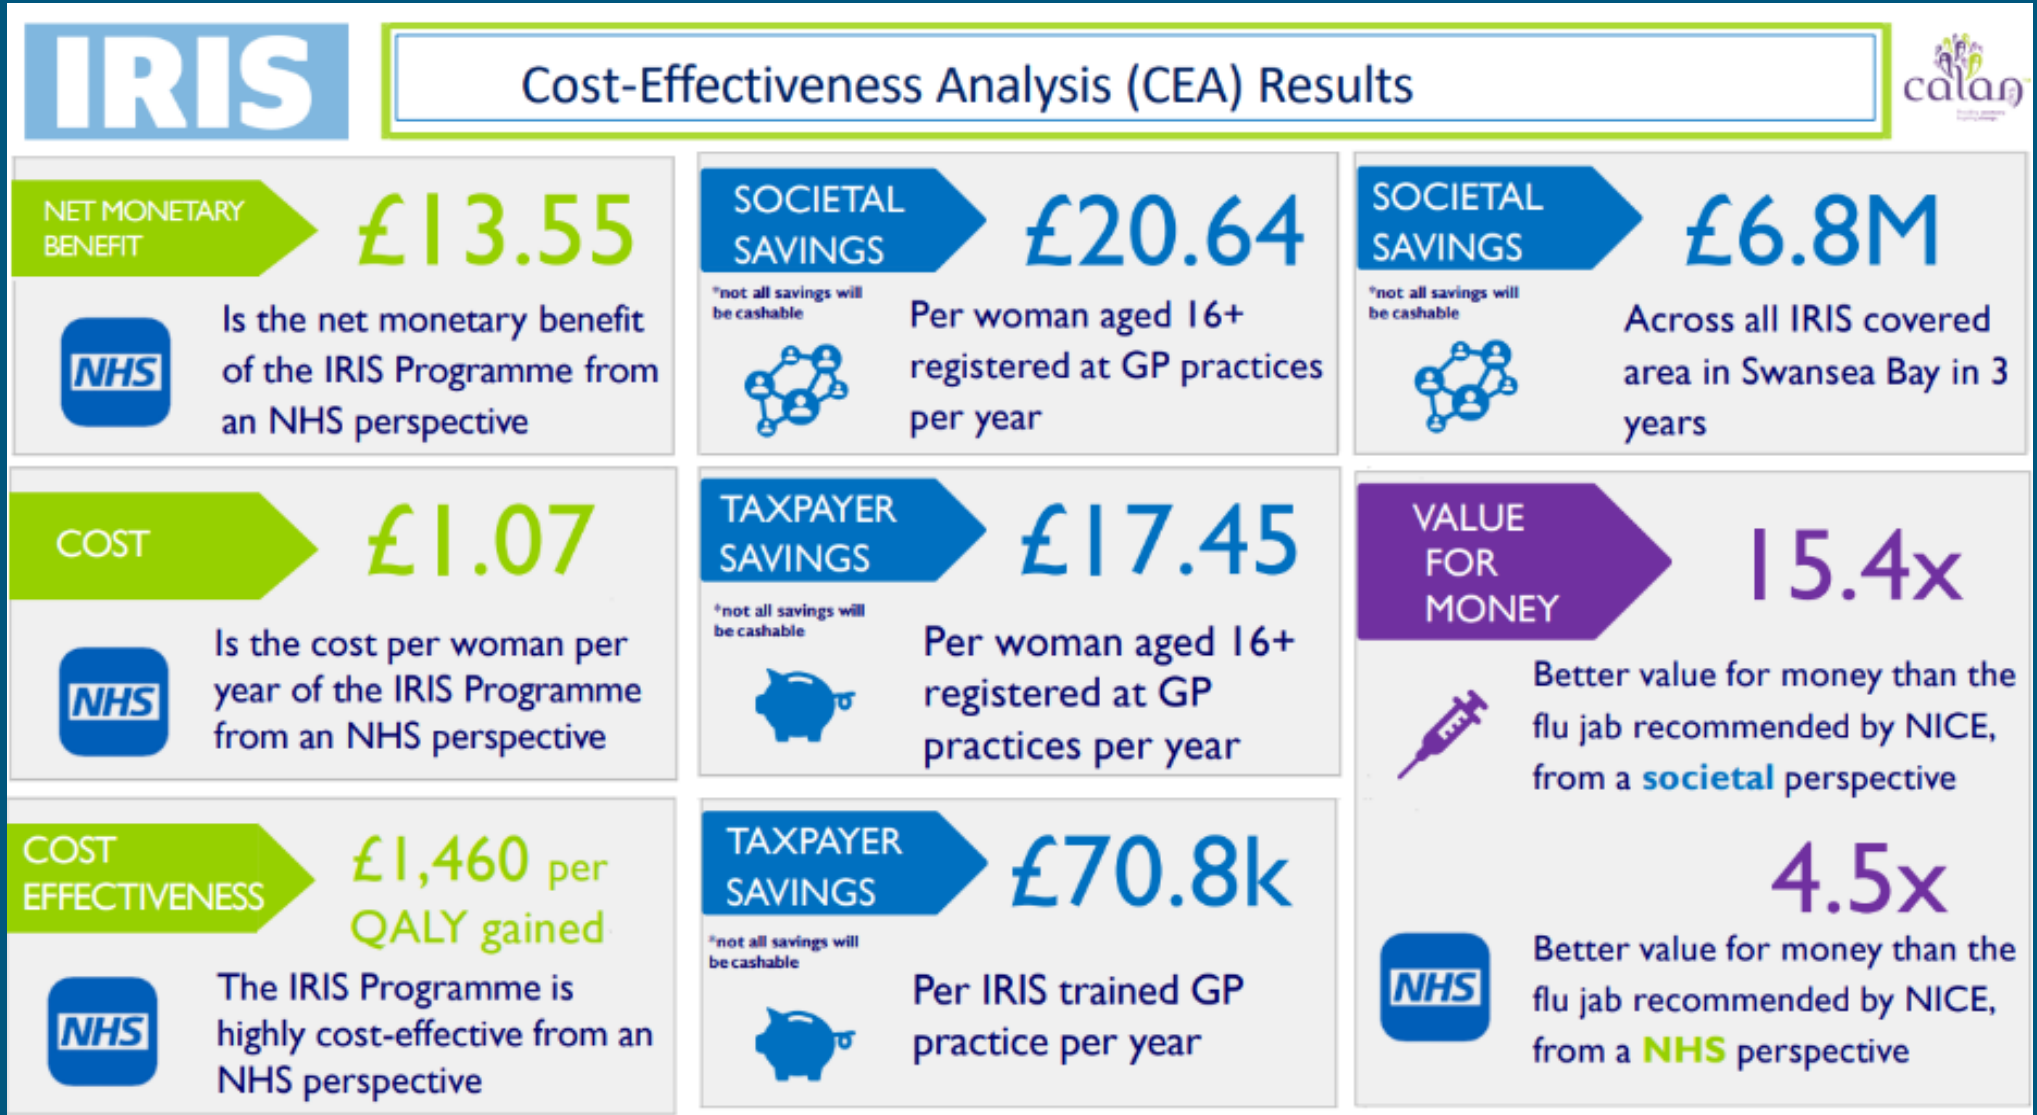 IRIS
Cost-Effectiveness Analysis (CEA) Results
calan
NET MONETARY
BENEFIT
£13.55
NHS
Is the net monetary benefit
of the IRIS Programme from
an NHS perspective
SOCIETAL
SAVINGS
£20.64
*not all savings will
be cashable
Per woman aged 16+
registered at GP practices
per year
SOCIETAL
SAVINGS
£6.8M
*not all savings will
be cashable
Across all IRIS covered
area in Swansea Bay in 3
years
COST
£1.07
NHS
Is the cost per woman per
year of the IRIS Programme
from an NHS perspective
TAXPAYER
SAVINGS
£17.45
*not all savings will
be cashable
Per woman aged 16+
registered at GP
practices per year
VALUE
FOR
MONEY
15.4x
Better value for money than the
flu jab recommended by NICE,
from a societal perspective
4.5x
NHS
Better value for money than the
flu jab recommended by NICE,
from a NHS perspective
COST
EFFECTIVENESS
£1,460 per
QALY gained
NHS
The IRIS Programme is
highly cost-effective from an
NHS perspective
TAXPAYER
SAVINGS
£70.8k
*not all savings will
be cashable
Per IRIS trained GP
practice per year